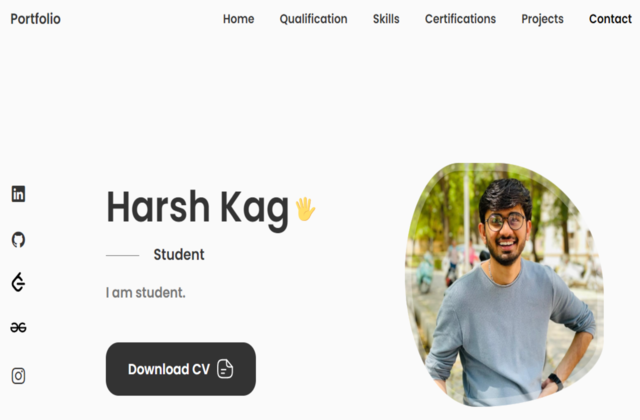 Portfolio
Home Qualification Skills Certifications Projects Contact
Harsh Kag👋
Student
I am student.
Download CV